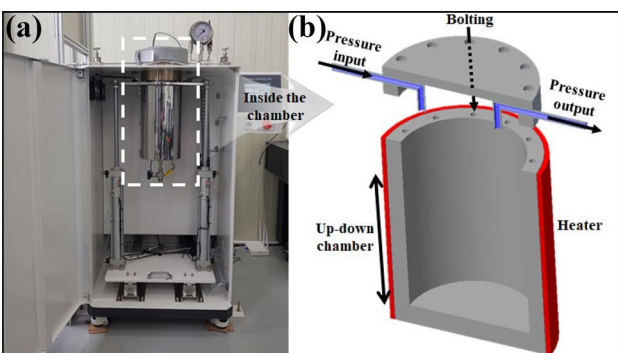 (a)
Inside the
chamber
(b)
Bolting
Pressure
input
Pressure
output
Up-down
chamber
Heater